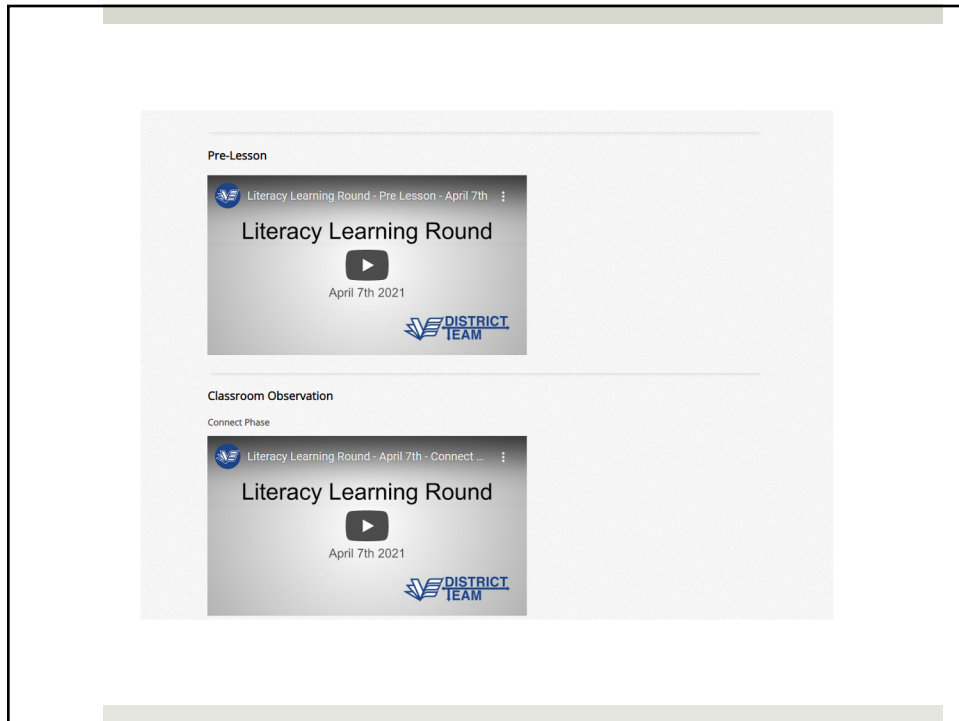 Pre-Lesson
Literacy Learning Round - Pre Lesson - April 7th
Literacy Learning Round
April 7th 2021
DISTRICT
TEAM
Classroom Observation
Connect Phase
Literacy Learning Round - April 7th - Connect ...
Literacy Learning Round
April 7th 2021
DISTRICT
TEAM